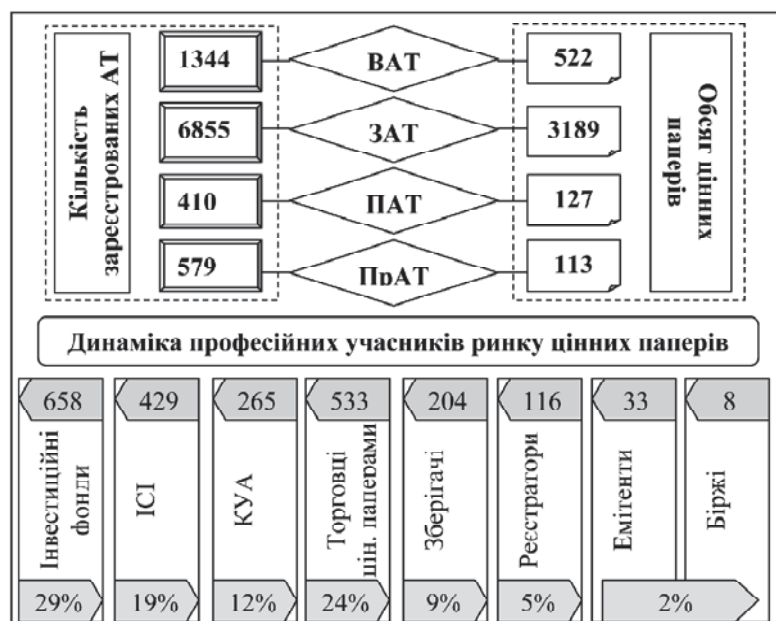 Кількість
зареєстрованих АТ
1344
ВАТ
522
6855
ЗАТ
3189
410
ПАТ
127
579
ПрАТ
113
Обсяг цінних
паперів
Динаміка професійних учасників ринку цінних паперів
658
429
265
533
204
116
33
8
Інвестиційні
фонди
ІСІ
КУА
Торговці
цін. паперами
Зберігачі
Реєстратори
Емітенти
Біржі
29%
19%
12%
24%
9%
5%
2%